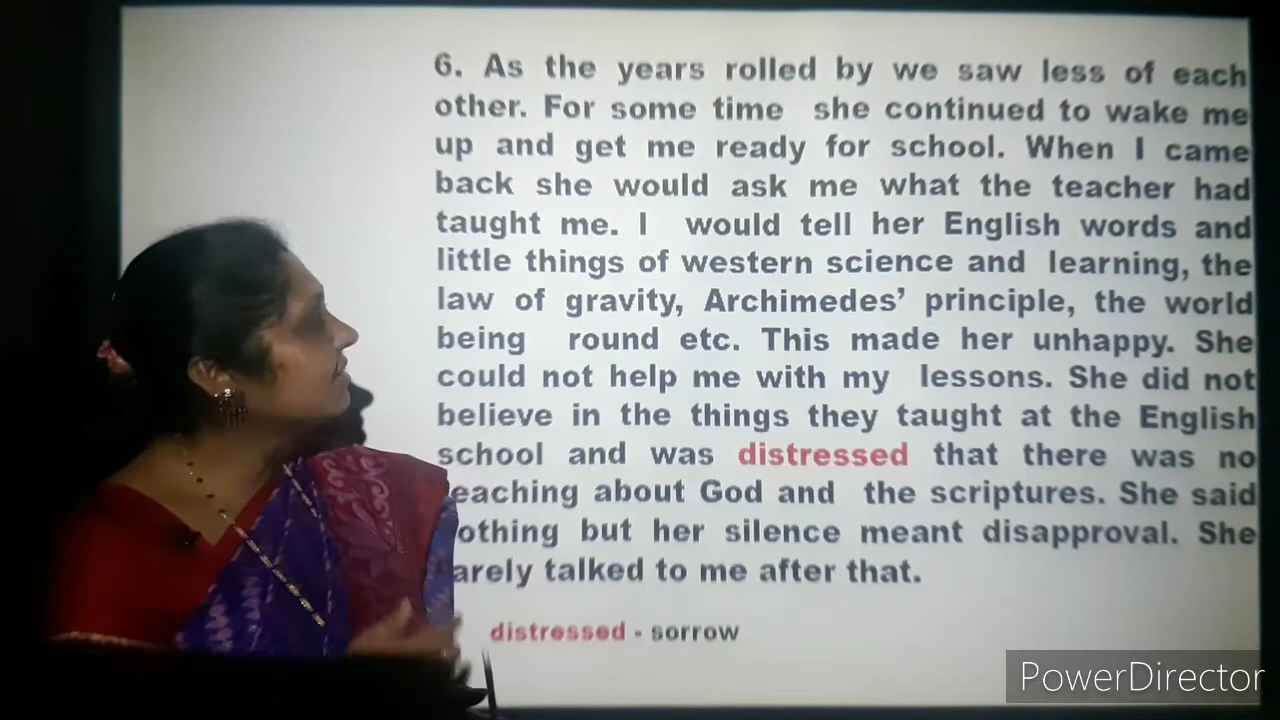 6. As the years rolled by we saw less of each
other. For some time she continued to wake me
up and get me ready for school. When I came
back she would ask me what the teacher had
taught me. I would tell her English words and
little things of western science and learning, the
law of gravity, Archimedes' principle, the world
being round etc. This made her unhappy. She
could not help me with my lessons. She did not
believe in the things they taught at the English
school and was distressed that there was no
eaching about God and the scriptures. She said
othing but her silence meant disapproval. She
arely talked to me after that.
distressed - sorrow
PowerDirector